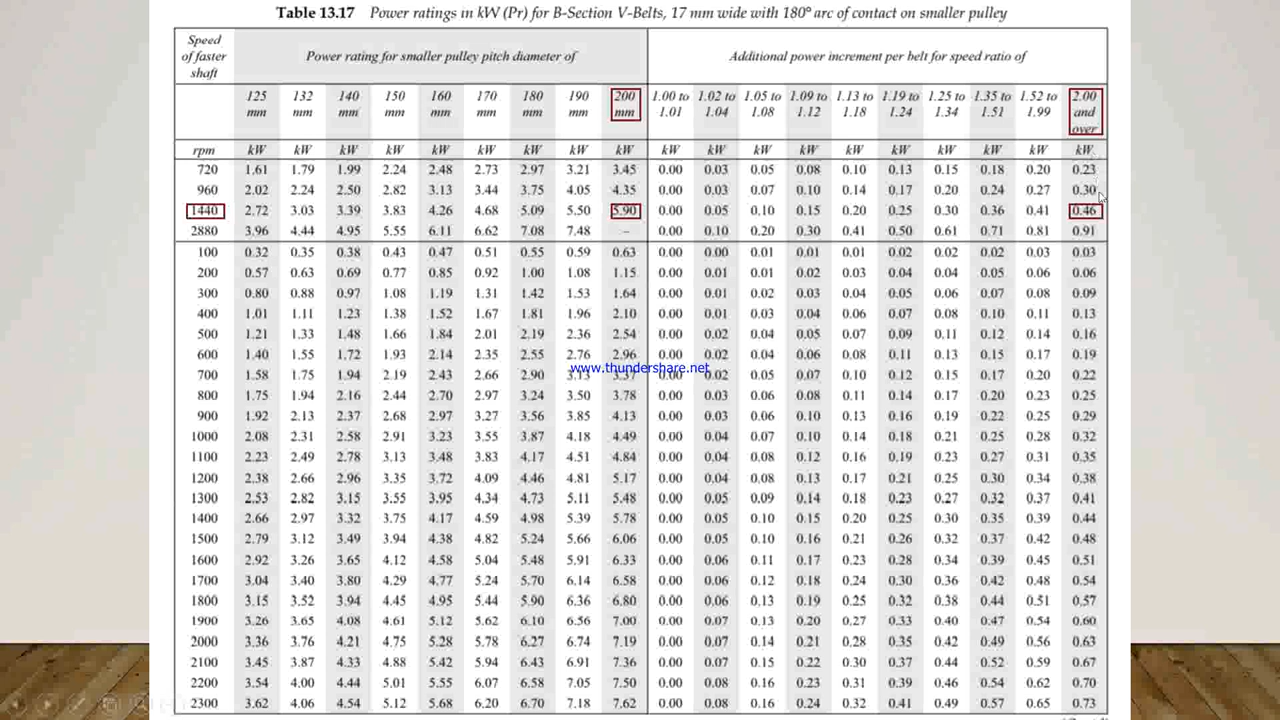 Table 13.17 Power ratings in kW (Pr) for B-Section V-Belts, 17 mm wide with 180° arc of contact on smaller pulley
Speed of faster shaft Power rating for smaller pulley pitch diameter of Additional power increment per belt for speed ratio of
125 mm 132 mm 140 mm 150 mm 160 mm 170 mm 180 mm 190 mm 200 mm 1.00 to 1.01 1.02 to 1.04 1.05 to 1.08 1.09 to 1.12 1.13 to 1.18 1.19 to 1.24 1.25 to 1.34 1.35 to 1.51 1.52 to 1.99 2.00 and over
rpm kW kW kW kW kW kW kW kW kW kW kW kW kW kW kW kW kW kW kW
720 1.61 1.79 1.99 2.24 2.48 2.73 2.97 3.21 3.45 0.00 0.03 0.05 0.08 0.10 0.13 0.15 0.18 0.20 0.23
960 2.02 2.24 2.50 2.82 3.13 3.44 3.75 4.05 4.35 0.00 0.03 0.07 0.10 0.14 0.17 0.20 0.24 0.27 0.30
1440 2.72 3.03 3.39 3.83 4.26 4.68 5.09 5.50 5.90 0.00 0.05 0.10 0.15 0.20 0.25 0.30 0.36 0.41 0.46
2880 3.96 4.44 4.95 5.55 6.11 6.62 7.08 7.48 – 0.00 0.10 0.20 0.30 0.41 0.50 0.61 0.71 0.81 0.91
100 0.32 0.35 0.38 0.43 0.47 0.51 0.55 0.59 0.63 0.00 0.00 0.01 0.01 0.01 0.02 0.02 0.02 0.03 0.03
200 0.57 0.63 0.69 0.77 0.85 0.92 1.00 1.08 1.15 0.00 0.01 0.01 0.02 0.03 0.04 0.04 0.05 0.06 0.06
300 0.80 0.88 0.97 1.08 1.19 1.31 1.42 1.53 1.64 0.00 0.01 0.02 0.03 0.04 0.05 0.06 0.07 0.08 0.09
400 1.01 1.11 1.23 1.38 1.52 1.67 1.81 1.96 2.10 0.00 0.01 0.03 0.04 0.06 0.07 0.08 0.10 0.11 0.13
500 1.21 1.33 1.48 1.66 1.84 2.01 2.19 2.36 2.54 0.00 0.02 0.04 0.05 0.07 0.09 0.11 0.12 0.14 0.16
600 1.40 1.55 1.72 1.93 2.14 2.35 2.55 2.76 2.96 0.00 0.02 0.04 0.06 0.08 0.11 0.13 0.15 0.17 0.19
www.thundershare.net
700 1.58 1.75 1.94 2.19 2.43 2.66 2.90 3.13 3.37 0.00 0.02 0.05 0.07 0.10 0.12 0.15 0.17 0.20 0.22
800 1.75 1.94 2.16 2.44 2.70 2.97 3.24 3.50 3.78 0.00 0.03 0.06 0.08 0.11 0.14 0.17 0.20 0.23 0.25
900 1.92 2.13 2.37 2.68 2.97 3.27 3.56 3.85 4.13 0.00 0.03 0.06 0.10 0.13 0.16 0.19 0.22 0.25 0.29
1000 2.08 2.31 2.58 2.91 3.23 3.55 3.87 4.18 4.49 0.00 0.04 0.07 0.10 0.14 0.18 0.21 0.25 0.28 0.32
1100 2.23 2.49 2.78 3.13 3.48 3.83 4.17 4.51 4.84 0.00 0.04 0.08 0.12 0.16 0.19 0.23 0.27 0.31 0.35
1200 2.38 2.66 2.96 3.35 3.72 4.09 4.46 4.81 5.17 0.00 0.04 0.08 0.13 0.17 0.21 0.25 0.30 0.34 0.38
1300 2.53 2.82 3.15 3.55 3.95 4.34 4.73 5.11 5.48 0.00 0.05 0.09 0.14 0.18 0.23 0.27 0.32 0.37 0.41
1400 2.66 2.97 3.32 3.75 4.17 4.59 4.98 5.39 5.78 0.00 0.05 0.10 0.15 0.20 0.25 0.30 0.35 0.39 0.44
1500 2.79 3.12 3.49 3.94 4.38 4.82 5.24 5.66 6.06 0.00 0.05 0.10 0.16 0.21 0.26 0.32 0.37 0.42 0.48
1600 2.92 3.26 3.65 4.12 4.58 5.04 5.48 5.91 6.33 0.00 0.06 0.11 0.17 0.23 0.28 0.34 0.39 0.45 0.51
1700 3.04 3.40 3.80 4.29 4.77 5.24 5.70 6.14 6.58 0.00 0.06 0.12 0.18 0.24 0.30 0.36 0.42 0.48 0.54
1800 3.15 3.52 3.94 4.45 4.95 5.44 5.90 6.36 6.80 0.00 0.06 0.13 0.19 0.25 0.32 0.38 0.44 0.51 0.57
1900 3.26 3.65 4.08 4.61 5.12 5.62 6.10 6.56 7.00 0.00 0.07 0.13 0.20 0.27 0.33 0.40 0.47 0.54 0.60
2000 3.36 3.76 4.21 4.75 5.28 5.78 6.27 6.74 7.19 0.00 0.07 0.14 0.21 0.28 0.35 0.42 0.49 0.56 0.63
2100 3.45 3.87 4.33 4.88 5.42 5.94 6.43 6.91 7.36 0.00 0.07 0.15 0.22 0.30 0.37 0.44 0.52 0.59 0.67
2200 3.54 4.00 4.44 5.01 5.55 6.07 6.58 7.05 7.50 0.00 0.08 0.16 0.23 0.31 0.39 0.46 0.54 0.62 0.70
2300 3.62 4.06 4.54 5.12 5.68 6.20 6.70 7.18 7.62 0.00 0.08 0.16 0.24 0.32 0.41 0.49 0.57 0.65 0.73